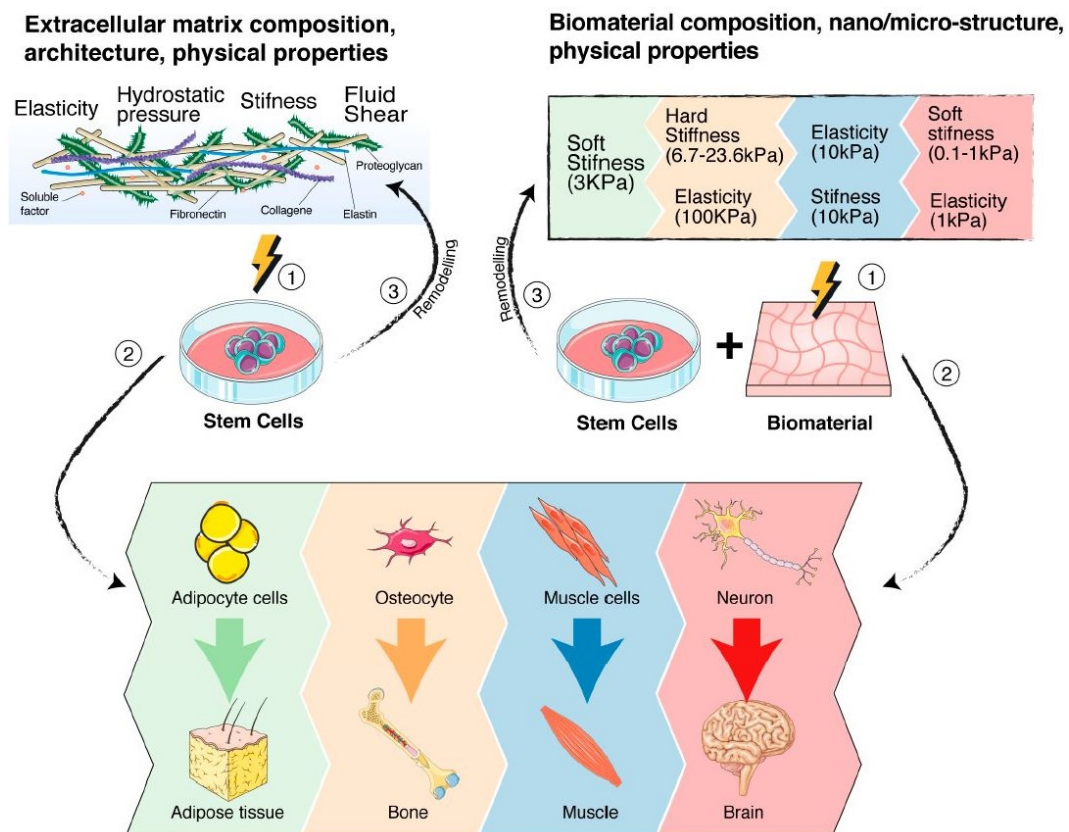 Extracellular matrix composition,
architecture, physical properties
Elasticity
Hydrostatic
pressure
Stifness
Fluid
Shear
Proteoglycan
Soluble
factor
Fibronectin
Collagene
Elastin
1
2
3
Remodelling
Stem Cells
Biomaterial composition, nano/micro-structure,
physical properties
Soft
Stifness
(3KPa)
Hard
Stiffness
(6.7-23.6kPa)
Elasticity
(100KPa)
Elasticity
(10kPa)
Stifness
(10kPa)
Soft
stifness
(0.1-1kPa)
Elasticity
(1kPa)
Remodelling
3
1
2
+
Stem Cells
Biomaterial
Adipocyte cells
Osteocyte
Muscle cells
Neuron
Adipose tissue
Bone
Muscle
Brain